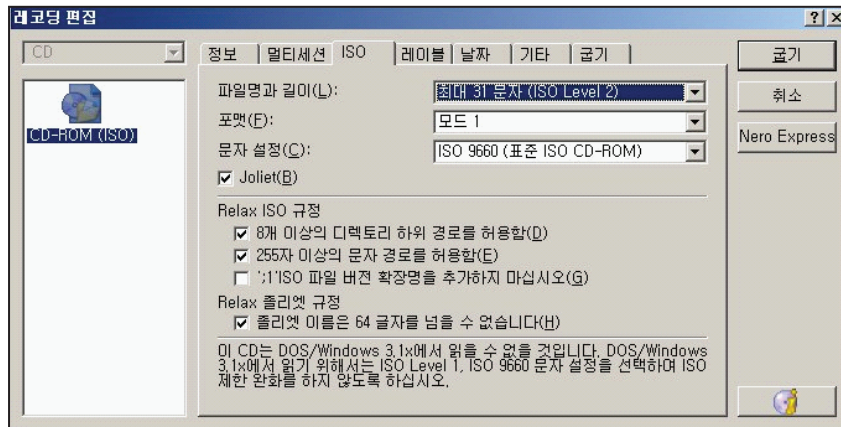 레코딩 편집
CD
CD-ROM (ISO)
정보 멀티세션 ISO 레이블 날짜 기타 굽기
파일명과 길이(L): 최대 31 문자 (ISO Level 2)
포맷(F): 모드 1
문자 설정(C): ISO 9660 (표준 ISO CD-ROM)
Joliet(B)
Relax ISO 규정
8개 이상의 디렉토리 하위 경로를 허용함(D)
255자 이상의 문자 경로를 허용함(E)
';1'ISO 파일 버전 확장명을 추가하지 마십시오(G)
Relax 졸리엣 규정
졸리엣 이름은 64 글자를 넘을 수 없습니다(H)
이 CD는 DOS/Windows 3.1x에서 읽을 수 없을 것입니다. DOS/Windows
3.1x에서 읽기 위해서는 ISO Level 1, ISO 9660 문자 설정을 선택하며 ISO
제한 완화를 하지 않도록 하십시오.
굽기
취소
Nero Express